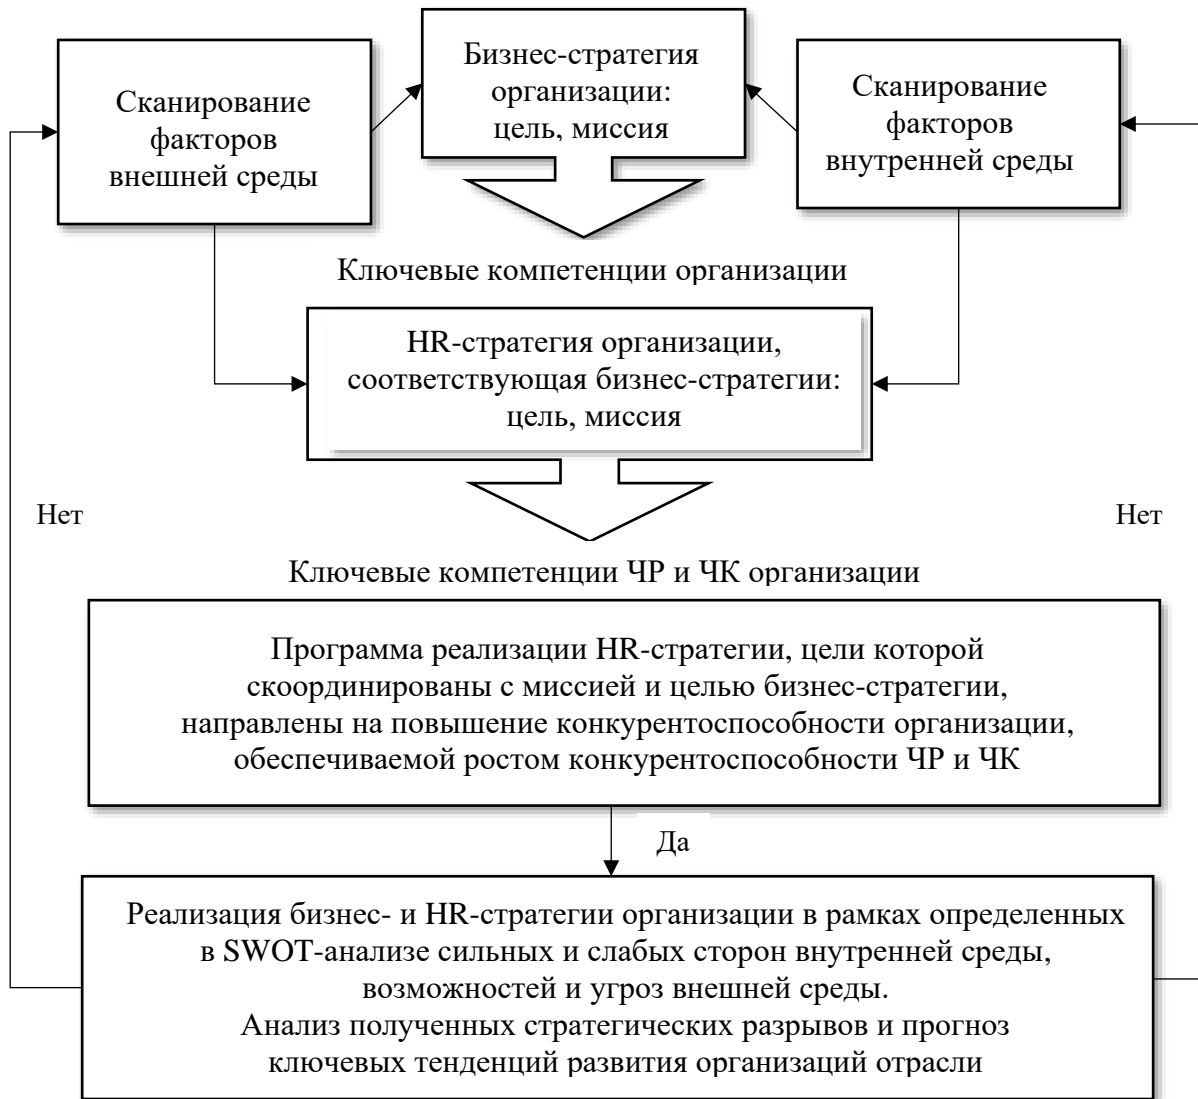 Сканирование
факторов
внешней среды
Бизнес-стратегия
организации:
цель, миссия
Сканирование
факторов
внутренней среды
Ключевые компетенции организации
HR-стратегия организации,
соответствующая бизнес-стратегии:
цель, миссия
Нет
Нет
Ключевые компетенции ЧР и ЧК организации
Программа реализации HR-стратегии, цели которой
скоординированы с миссией и целью бизнес-стратегии,
направлены на повышение конкурентоспособности организации,
обеспечиваемой ростом конкурентоспособности ЧР и ЧК
Да
Реализация бизнес- и HR-стратегии организации в рамках определенных
в SWOT-анализе сильных и слабых сторон внутренней среды,
возможностей и угроз внешней среды.
Анализ полученных стратегических разрывов и прогноз
ключевых тенденций развития организаций отрасли